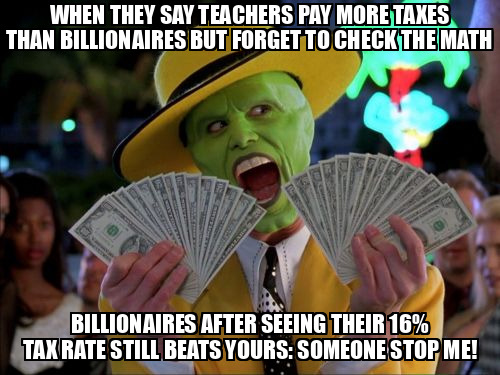 WHEN THEY SAY TEACHERS PAY MORE TAXES
THAN BILLIONAIRES BUT FORGET TO CHECK THE MATH
BILLIONAIRES AFTER SEEING THEIR 16%
TAX RATE STILL BEATS YOURS: SOMEONE STOP ME!